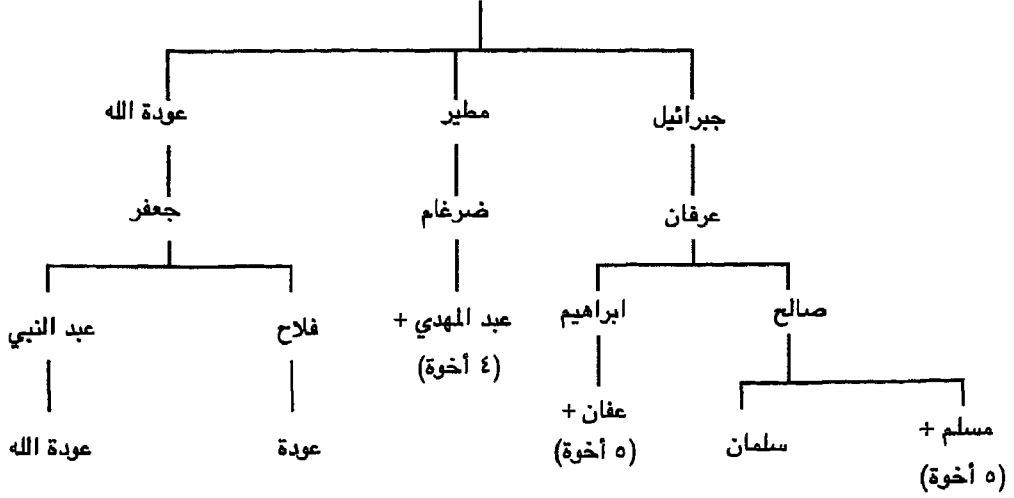 جبرائيل
مطير
عودة الله
عرفان
ضرغام
جعفر
صالح
ابراهيم
عبد المهدي +
(٤ أخوة)
فلاح
عبد النبي
مسلم +
(٥ أخوة)
سلمان
عفان +
(٥ أخوة)
عودة
عودة الله